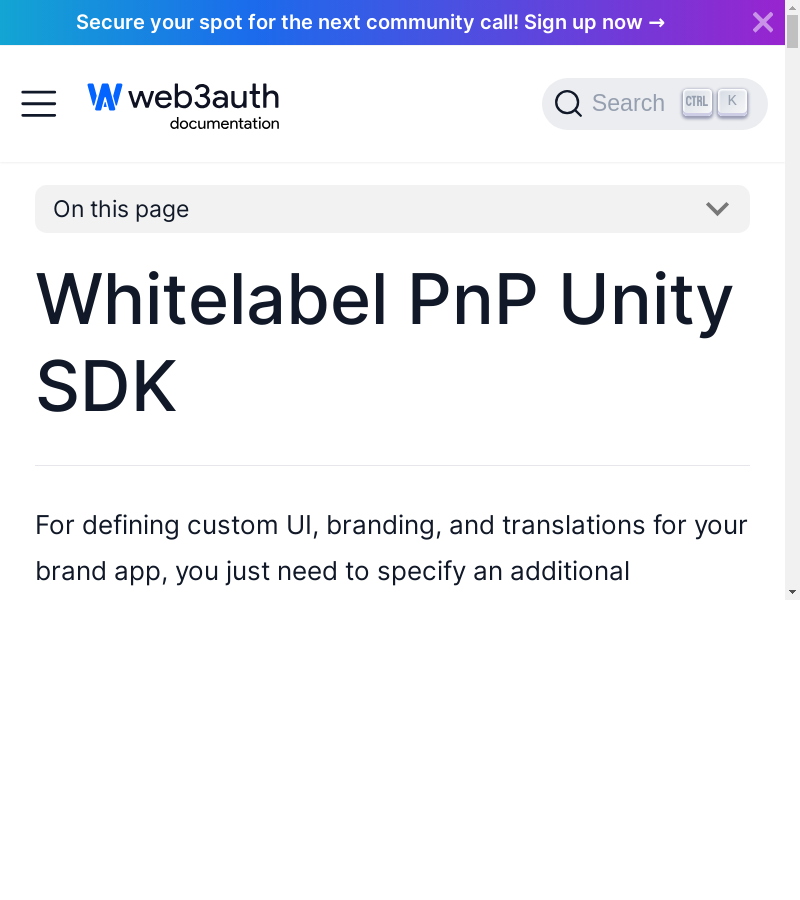 Secure your spot for the next community call! Sign up now →
web3auth
documentation
Search CTRL K
On this page
Whitelabel PnP Unity
SDK
For defining custom UI, branding, and translations for your
brand app, you just need to specify an additional